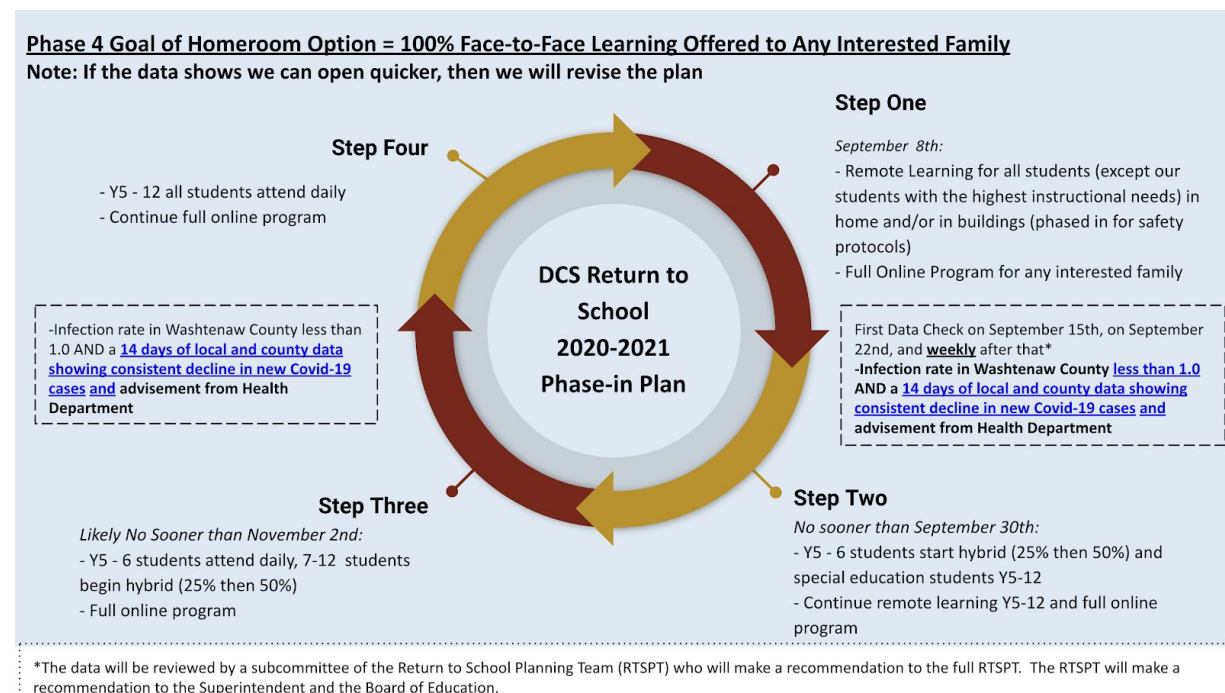 Phase 4 Goal of Homeroom Option = 100% Face-to-Face Learning Offered to Any Interested Family
Note: If the data shows we can open quicker, then we will revise the plan
Step One
September 8th:
- Remote Learning for all students (except our
students with the highest instructional needs) in
home and/or in buildings (phased in for safety
protocols)
- Full Online Program for any interested family
First Data Check on September 15th, on September
22nd, and weekly after that*
-Infection rate in Washtenaw County less than 1.0
AND a 14 days of local and county data showing
consistent decline in new Covid-19 cases and
advisement from Health Department
Step Two
No sooner than September 30th:
- Y5 - 6 students start hybrid (25% then 50%) and
special education students Y5-12
- Continue remote learning Y5-12 and full online
program
Step Three
Likely No Sooner than November 2nd:
- Y5 - 6 students attend daily, 7-12 students
begin hybrid (25% then 50%)
- Full online program
-Infection rate in Washtenaw County less than
1.0 AND a 14 days of local and county data
showing consistent decline in new Covid-19
cases and advisement from Health
Department
Step Four
- Y5 - 12 all students attend daily
- Continue full online program
DCS Return to
School
2020-2021
Phase-in Plan
*The data will be reviewed by a subcommittee of the Return to School Planning Team (RTSPT) who will make a recommendation to the full RTSPT. The RTSPT will make a
recommendation to the Superintendent and the Board of Education.